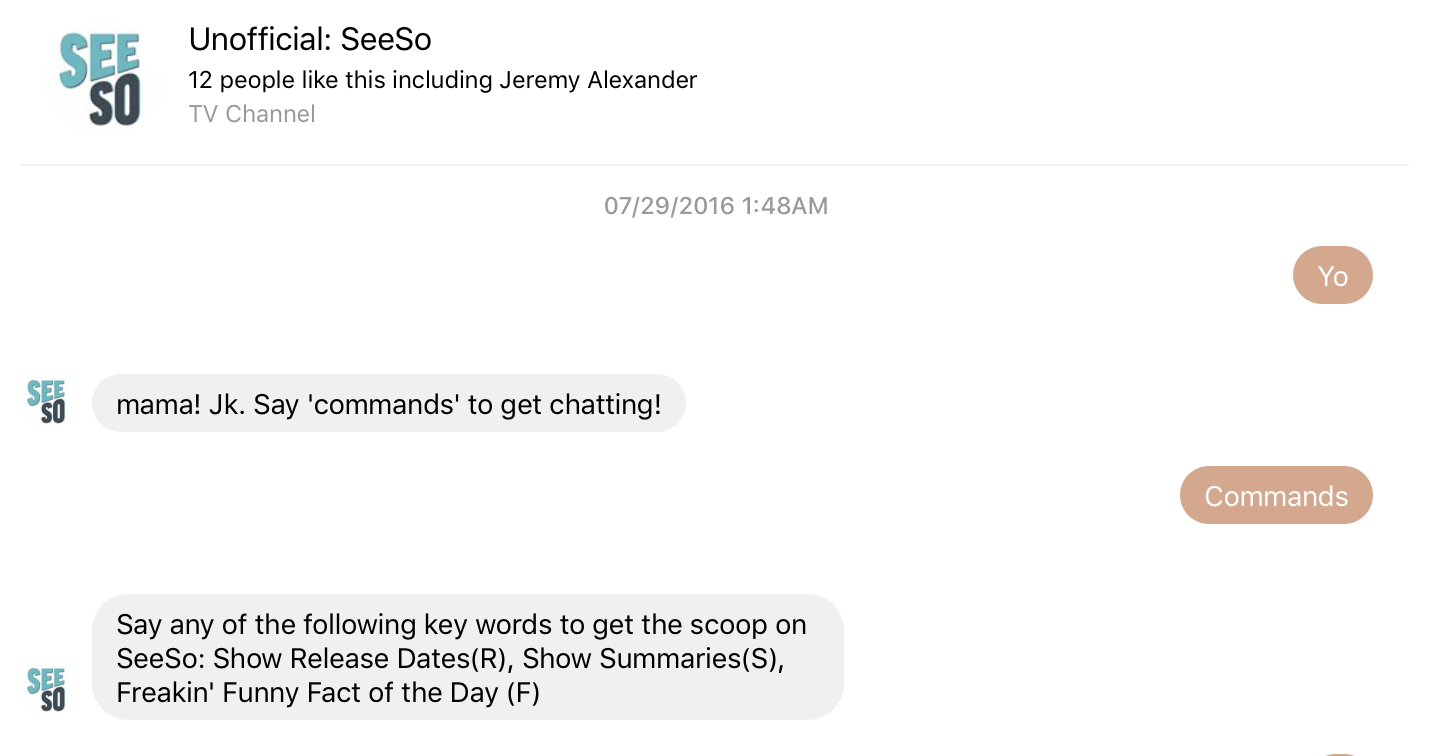 SEE
SO
Unofficial: SeeSo
12 people like this including Jeremy Alexander
TV Channel
07/29/2016 1:48AM
Yo
SEE
SO
mama! Jk. Say 'commands' to get chatting!
Commands
SEE
SO
Say any of the following key words to get the scoop on
SeeSo: Show Release Dates(R), Show Summaries(S),
Freakin' Funny Fact of the Day (F)